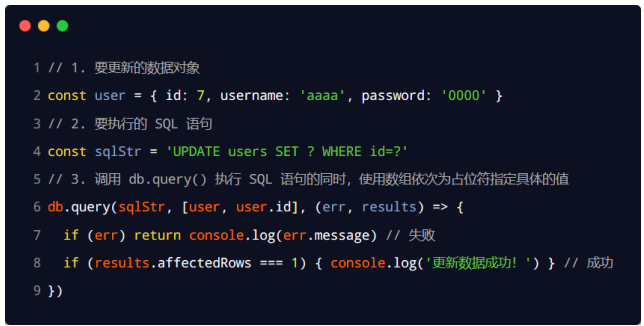 1 // 1. 要更新的数据对象
2 const user = { id: 7, username: 'aaaa', password: '0000' }
3 // 2. 要执行的 SQL 语句
4 const sqlStr = 'UPDATE users SET ? WHERE id=?'
5 // 3. 调用 db.query() 执行 SQL 语句的同时，使用数组依次为占位符指定具体的值
6 db.query(sqlStr, [user, user.id], (err, results) => {
7   if (err) return console.log(err.message) // 失败
8   if (results.affectedRows === 1) { console.log('更新数据成功！') } // 成功
9 })